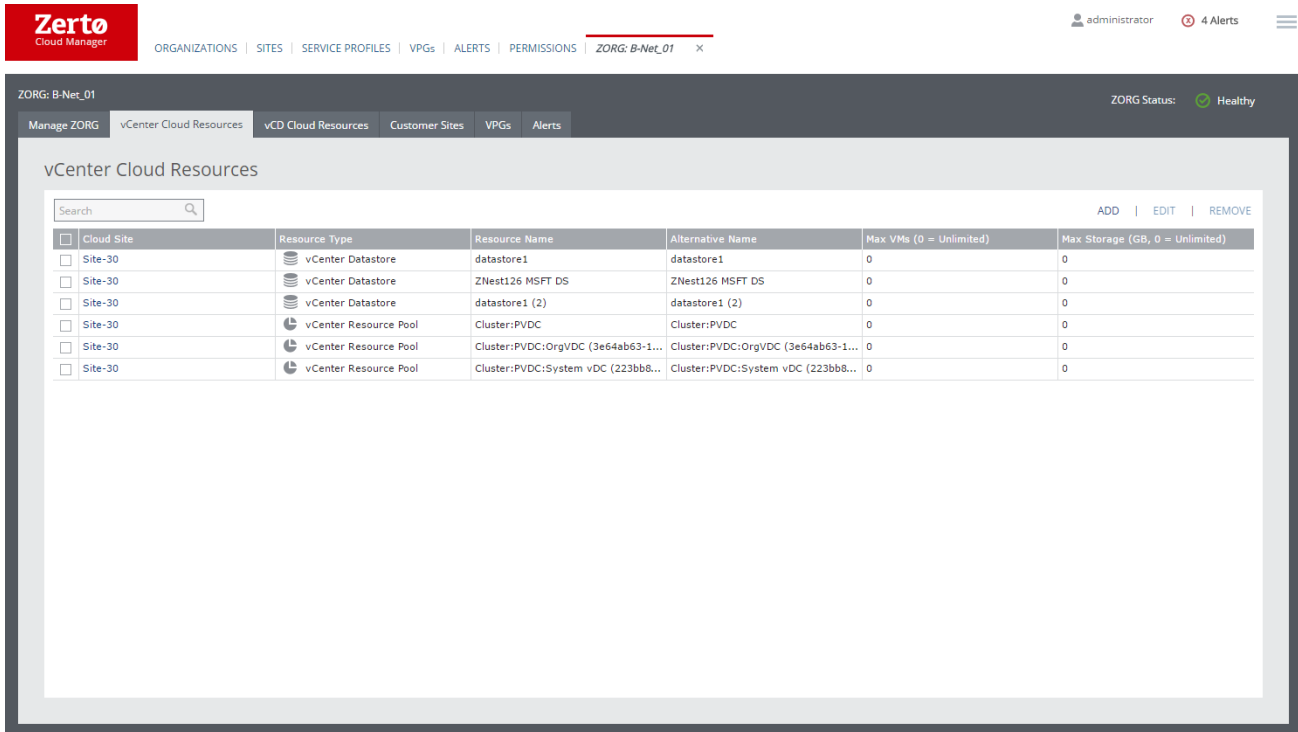 Zertø
Cloud Manager
administrator 4 Alerts
ORGANIZATIONS | SITES | SERVICE PROFILES | VPGs | ALERTS | PERMISSIONS | ZORG: B-Net_01 ×
ZORG: B-Net_01
ZORG Status: Healthy
Manage ZORG vCenter Cloud Resources vCD Cloud Resources Customer Sites VPGs Alerts
vCenter Cloud Resources
Search
ADD | EDIT | REMOVE
Cloud Site Resource Type Resource Name Alternative Name Max VMs (0 = Unlimited) Max Storage (GB, 0 = Unlimited)
Site-30 vCenter Datastore datastore1 datastore1 0 0
Site-30 vCenter Datastore ZNest126 MSFT DS ZNest126 MSFT DS 0 0
Site-30 vCenter Datastore datastore1 (2) datastore1 (2) 0 0
Site-30 vCenter Resource Pool Cluster:PVDC Cluster:PVDC 0 0
Site-30 vCenter Resource Pool Cluster:PVDC:OrgVDC (3e64ab63-1... Cluster:PVDC:OrgVDC (3e64ab63-1... 0 0
Site-30 vCenter Resource Pool Cluster:PVDC:System vDC (223bb8... Cluster:PVDC:System vDC (223bb8... 0 0